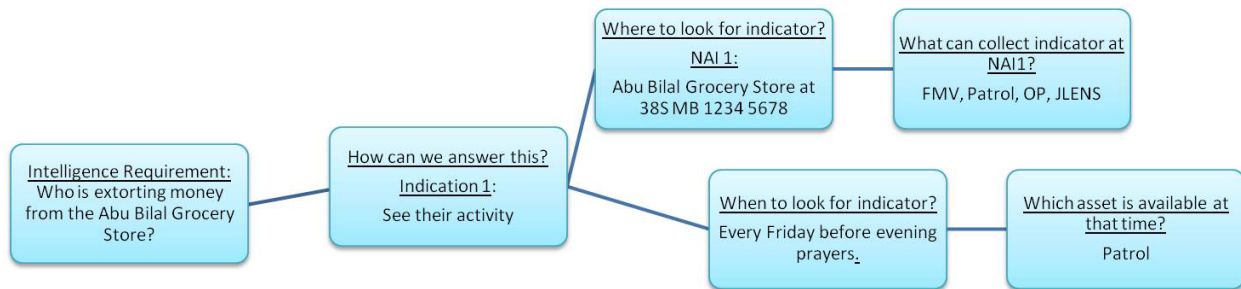 Intelligence Requirement:
Who is extorting money
from the Abu Bilal Grocery
Store?
How can we answer this?
Indication 1:
See their activity
Where to look for indicator?
NAI 1:
Abu Bilal Grocery Store at
38S MB 1234 5678
What can collect indicator at
NAI1?
FMV, Patrol, OP, JLENS
When to look for indicator?
Every Friday before evening
prayers.
Which asset is available at
that time?
Patrol